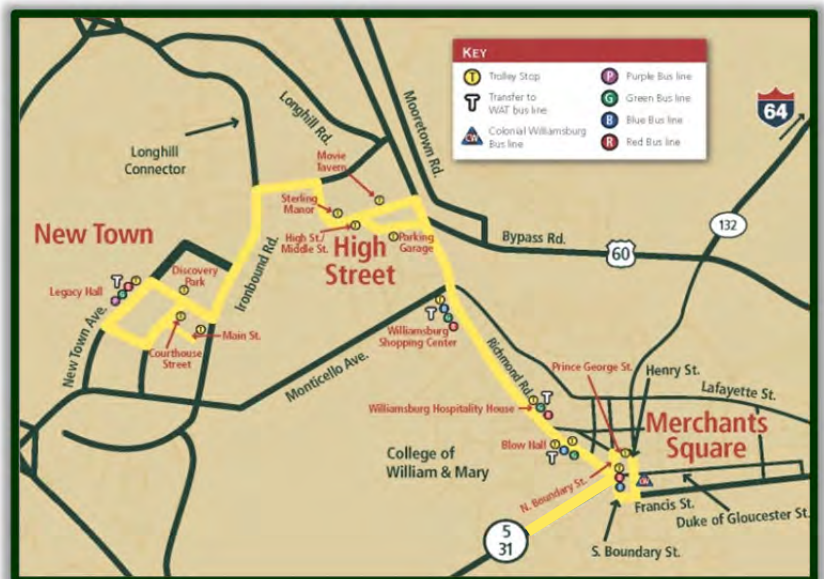 KEY
T Trolley Stop
T Transfer to
WAT bus line
CW Colonial Williamsburg
Bus line
P Purple Bus line
G Green Bus line
B Blue Bus line
R Red Bus line
64
132
Longhill Rd.
Mooretown Rd.
Longhill
Connector
Movie
Tavern
Sterling
Manor
High St./
Middle St.
High
Street
Parking
Garage
Bypass Rd.
60
New Town
Ironbound Rd.
Discovery
Park
Legacy Hall
T
T
R
G
P
New Town Ave.
Main St.
Courthouse
Street
Monticello Ave.
T
T
B
G
R
Williamsburg
Shopping Center
Richmond Rd.
Prince George St.
Henry St.
Lafayette St.
Williamsburg Hospitality House
T
T
G
R
Merchants
Square
Blow Hall
T
T
T
B
G
College of
William & Mary
N. Boundary St.
T
T
R
B
CW
Francis St.
Duke of Gloucester St.
S. Boundary St.
5
31